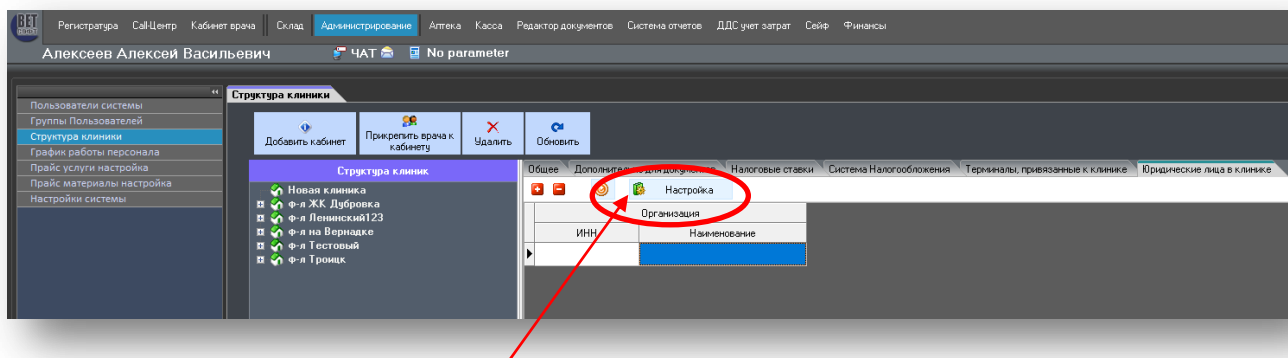 ВЕТ
Регистратура Call-Центр Кабинет врача Склад Администрирование Аптека Касса Редактор документов Система отчетов ДДС учет затрат Сейф Финансы
Алексеев Алексей Васильевич ЧАТ No parameter
Структура клиники
Пользователи системы
Группы Пользователей
Структура клиники
График работы персонала
Прайс услуги настройка
Прайс материалы настройка
Настройки системы
Добавить кабинет
Прикрепить врача к кабинету
Удалить
Обновить
Структура клиник
Новая клиника
ф-л ЖК Дубровка
ф-л Ленинский123
ф-л на Вернадке
ф-л Тестовый
ф-л Троицк
Общее Дополнительно для документов Налоговые ставки Система Налогообложения Терминалы, привязанные к клинике Юридические лица в клинике
Настройка
Организация
ИНН Наименование